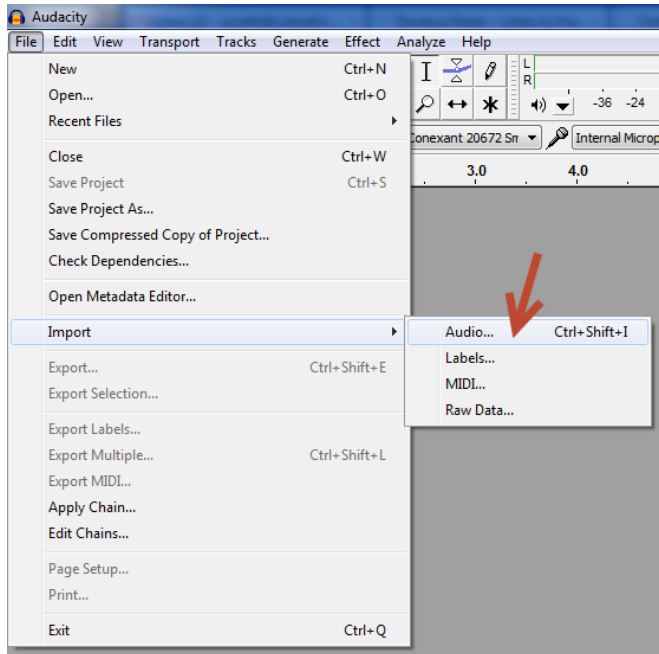 Audacity
File Edit View Transport Tracks Generate Effect Analyze Help
New Ctrl+N
Open... Ctrl+O
Recent Files
Close Ctrl+W
Save Project Ctrl+S
Save Project As...
Save Compressed Copy of Project...
Check Dependencies...
Open Metadata Editor...
Import
Export... Ctrl+Shift+E
Export Selection...
Export Labels...
Export Multiple... Ctrl+Shift+L
Export MIDI...
Apply Chain...
Edit Chains...
Page Setup...
Print...
Exit Ctrl+Q
Audio... Ctrl+Shift+I
Labels...
MIDI...
Raw Data...
L
R
-36 -24
Conexant 20672 Sm Internal Microp
3.0 4.0